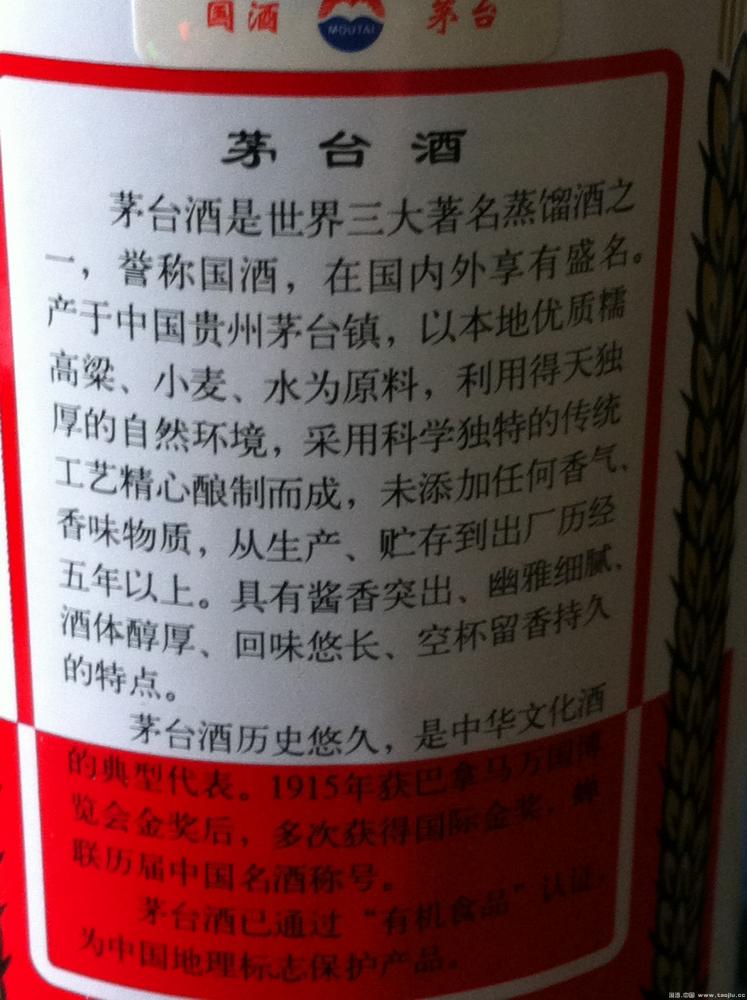 国酒 MOUTAI 茅台
茅台酒
茅台酒是世界三大著名蒸馏酒之
一，誉称国酒，在国内外享有盛名。
产于中国贵州茅台镇，以本地优质糯
高粱、小麦、水为原料，利用得天独
厚的自然环境，采用科学独特的传统
工艺精心酿制而成，未添加任何香气、
香味物质，从生产、贮存到出厂历经
五年以上。具有酱香突出、幽雅细腻、
酒体醇厚、回味悠长、空杯留香持久
的特点。
茅台酒历史悠久，是中华文化酒
的典型代表。1915年获巴拿马万国博
览会金奖后，多次获得国际金奖，蝉
联历届中国名酒称号。
茅台酒已通过“有机食品”认证，
为中国地理标志保护产品。
国酒.中国 www.taojiu.cc